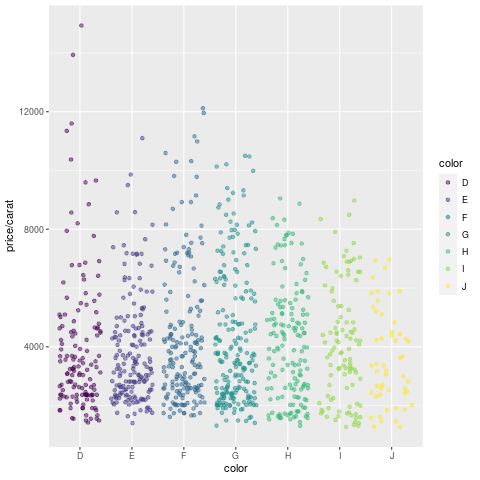 12000
8000
4000
price/carat
D E F G H I J
color
color
D
E
F
G
H
I
J